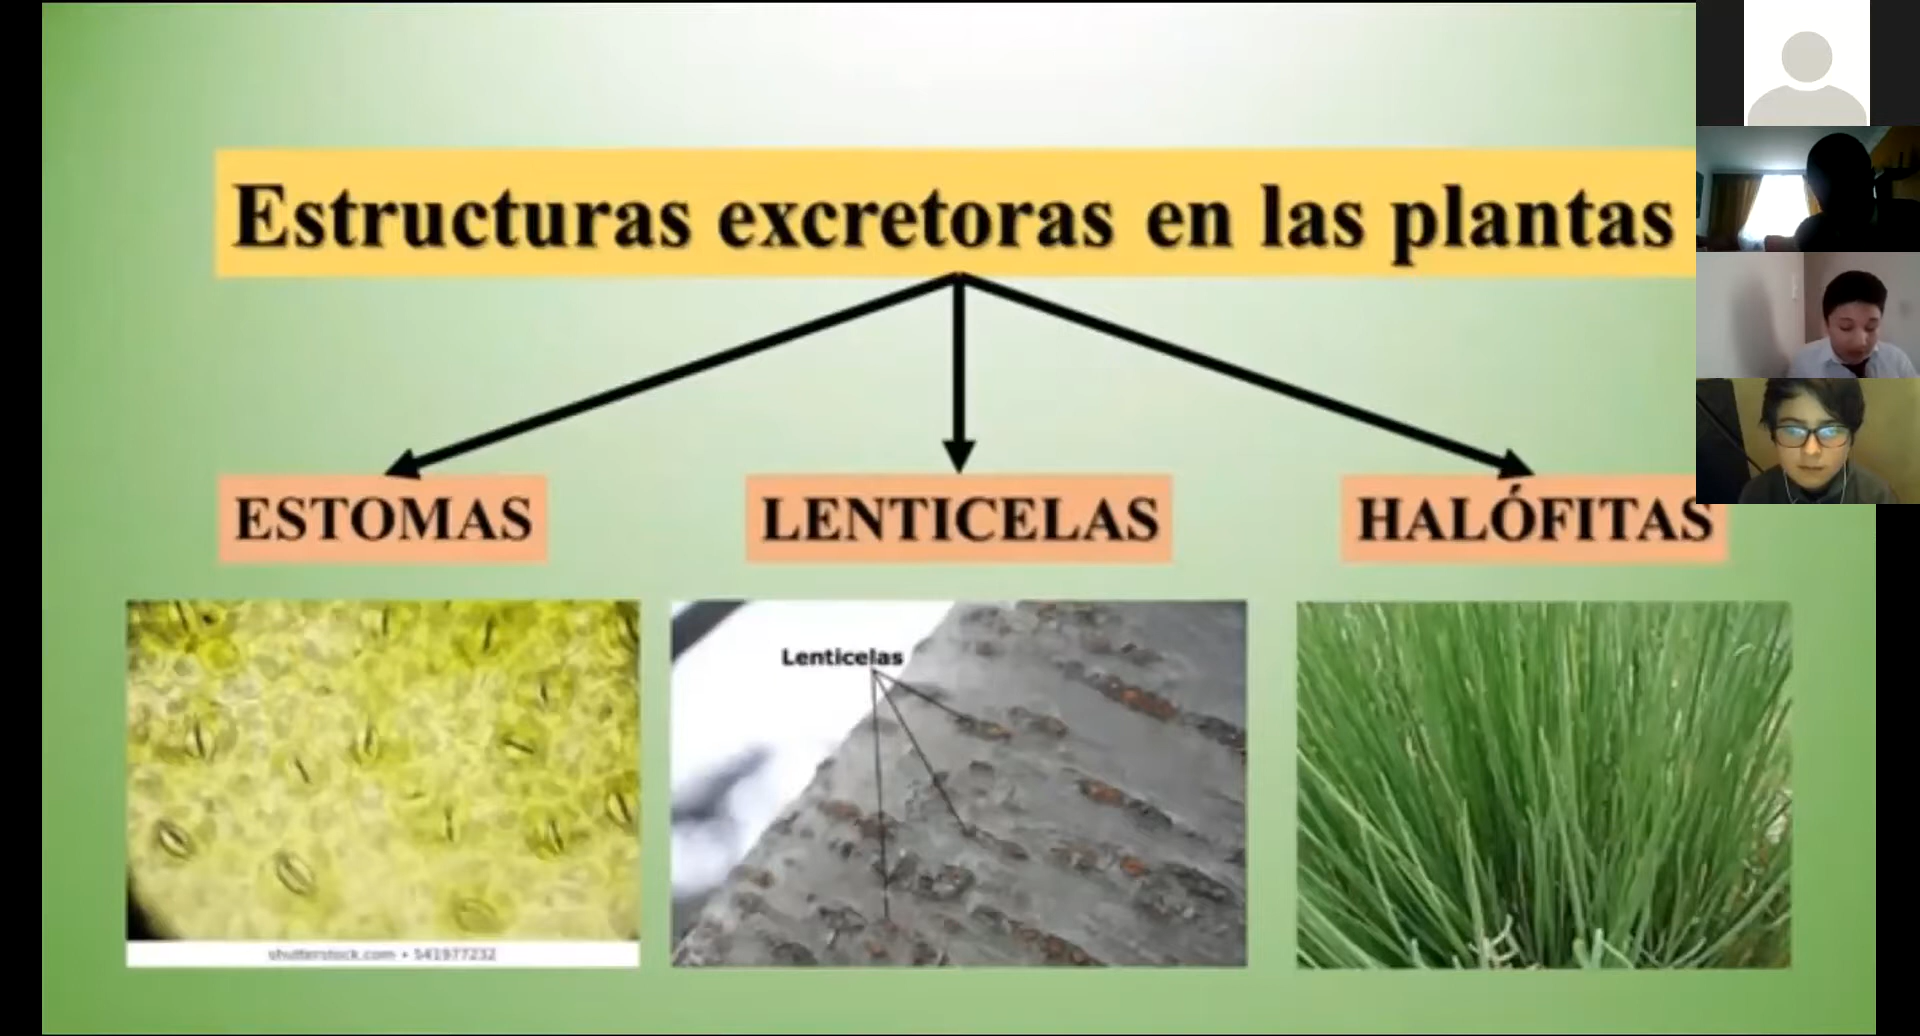 Estructuras excretoras en las plantas
ESTOMAS
LENTICELAS
HALÓFITAS
Lenticelas
shutterstock.com • 541977232